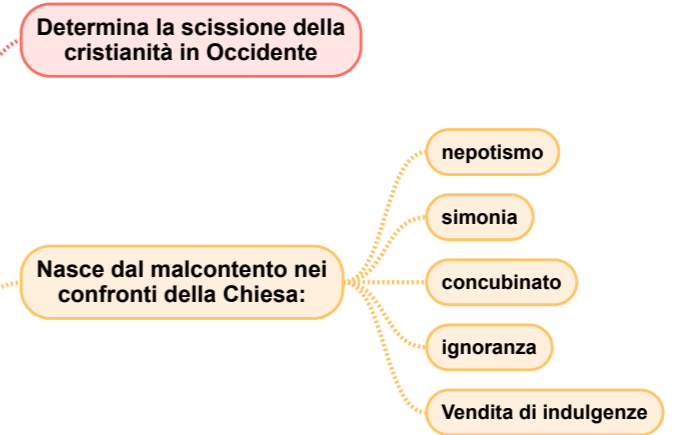 Determina la scissione della
cristianità in Occidente
nepotismo
simonia
Nasce dal malcontento nei
confronti della Chiesa:
concubinato
ignoranza
Vendita di indulgenze